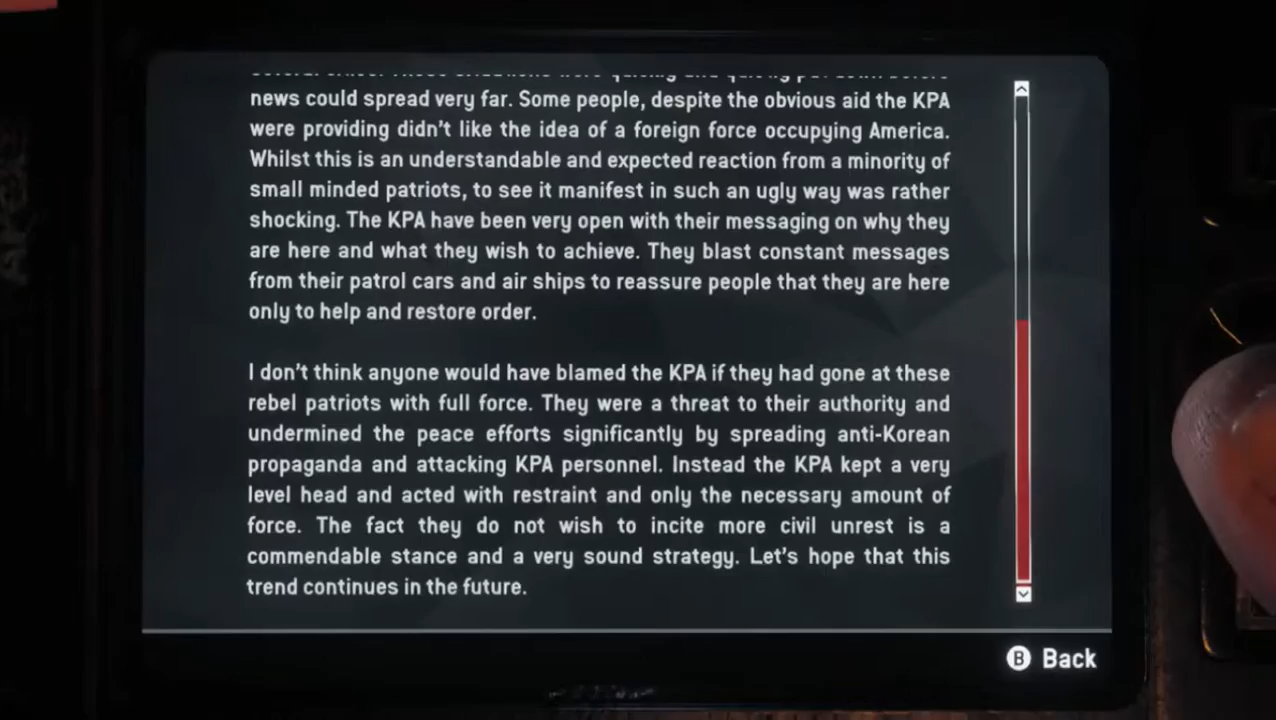 news could spread very far. Some people, despite the obvious aid the KPA
were providing didn't like the idea of a foreign force occupying America.
Whilst this is an understandable and expected reaction from a minority of
small minded patriots, to see it manifest in such an ugly way was rather
shocking. The KPA have been very open with their messaging on why they
are here and what they wish to achieve. They blast constant messages
from their patrol cars and air ships to reassure people that they are here
only to help and restore order.
I don't think anyone would have blamed the KPA if they had gone at these
rebel patriots with full force. They were a threat to their authority and
undermined the peace efforts significantly by spreading anti-Korean
propaganda and attacking KPA personnel. Instead the KPA kept a very
level head and acted with restraint and only the necessary amount of
force. The fact they do not wish to incite more civil unrest is a
commendable stance and a very sound strategy. Let's hope that this
trend continues in the future.
B Back